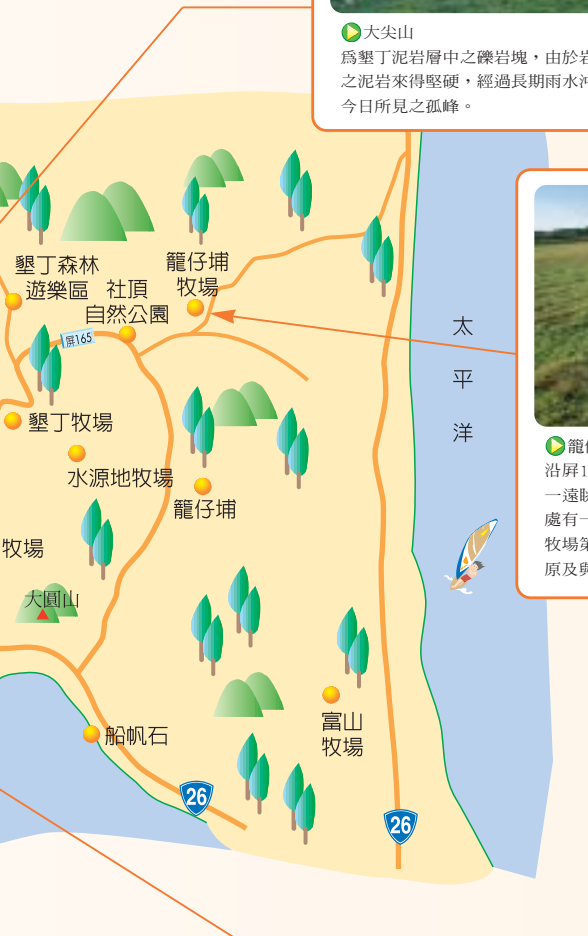 大尖山
爲墾丁泥岩層中之礫岩塊，由於岩
之泥岩來得堅硬，經過長期雨水沖
今日所見之孤峰。
墾丁森林
遊樂區
社頂
自然公園
籠仔埔
牧場
屏165
太
平
洋
墾丁牧場
水源地牧場
籠仔埔
牧場
大圓山
籠仔
沿屏1
一遠眺
處有一
牧場第
原及與
富山
牧場
船帆石
26
26